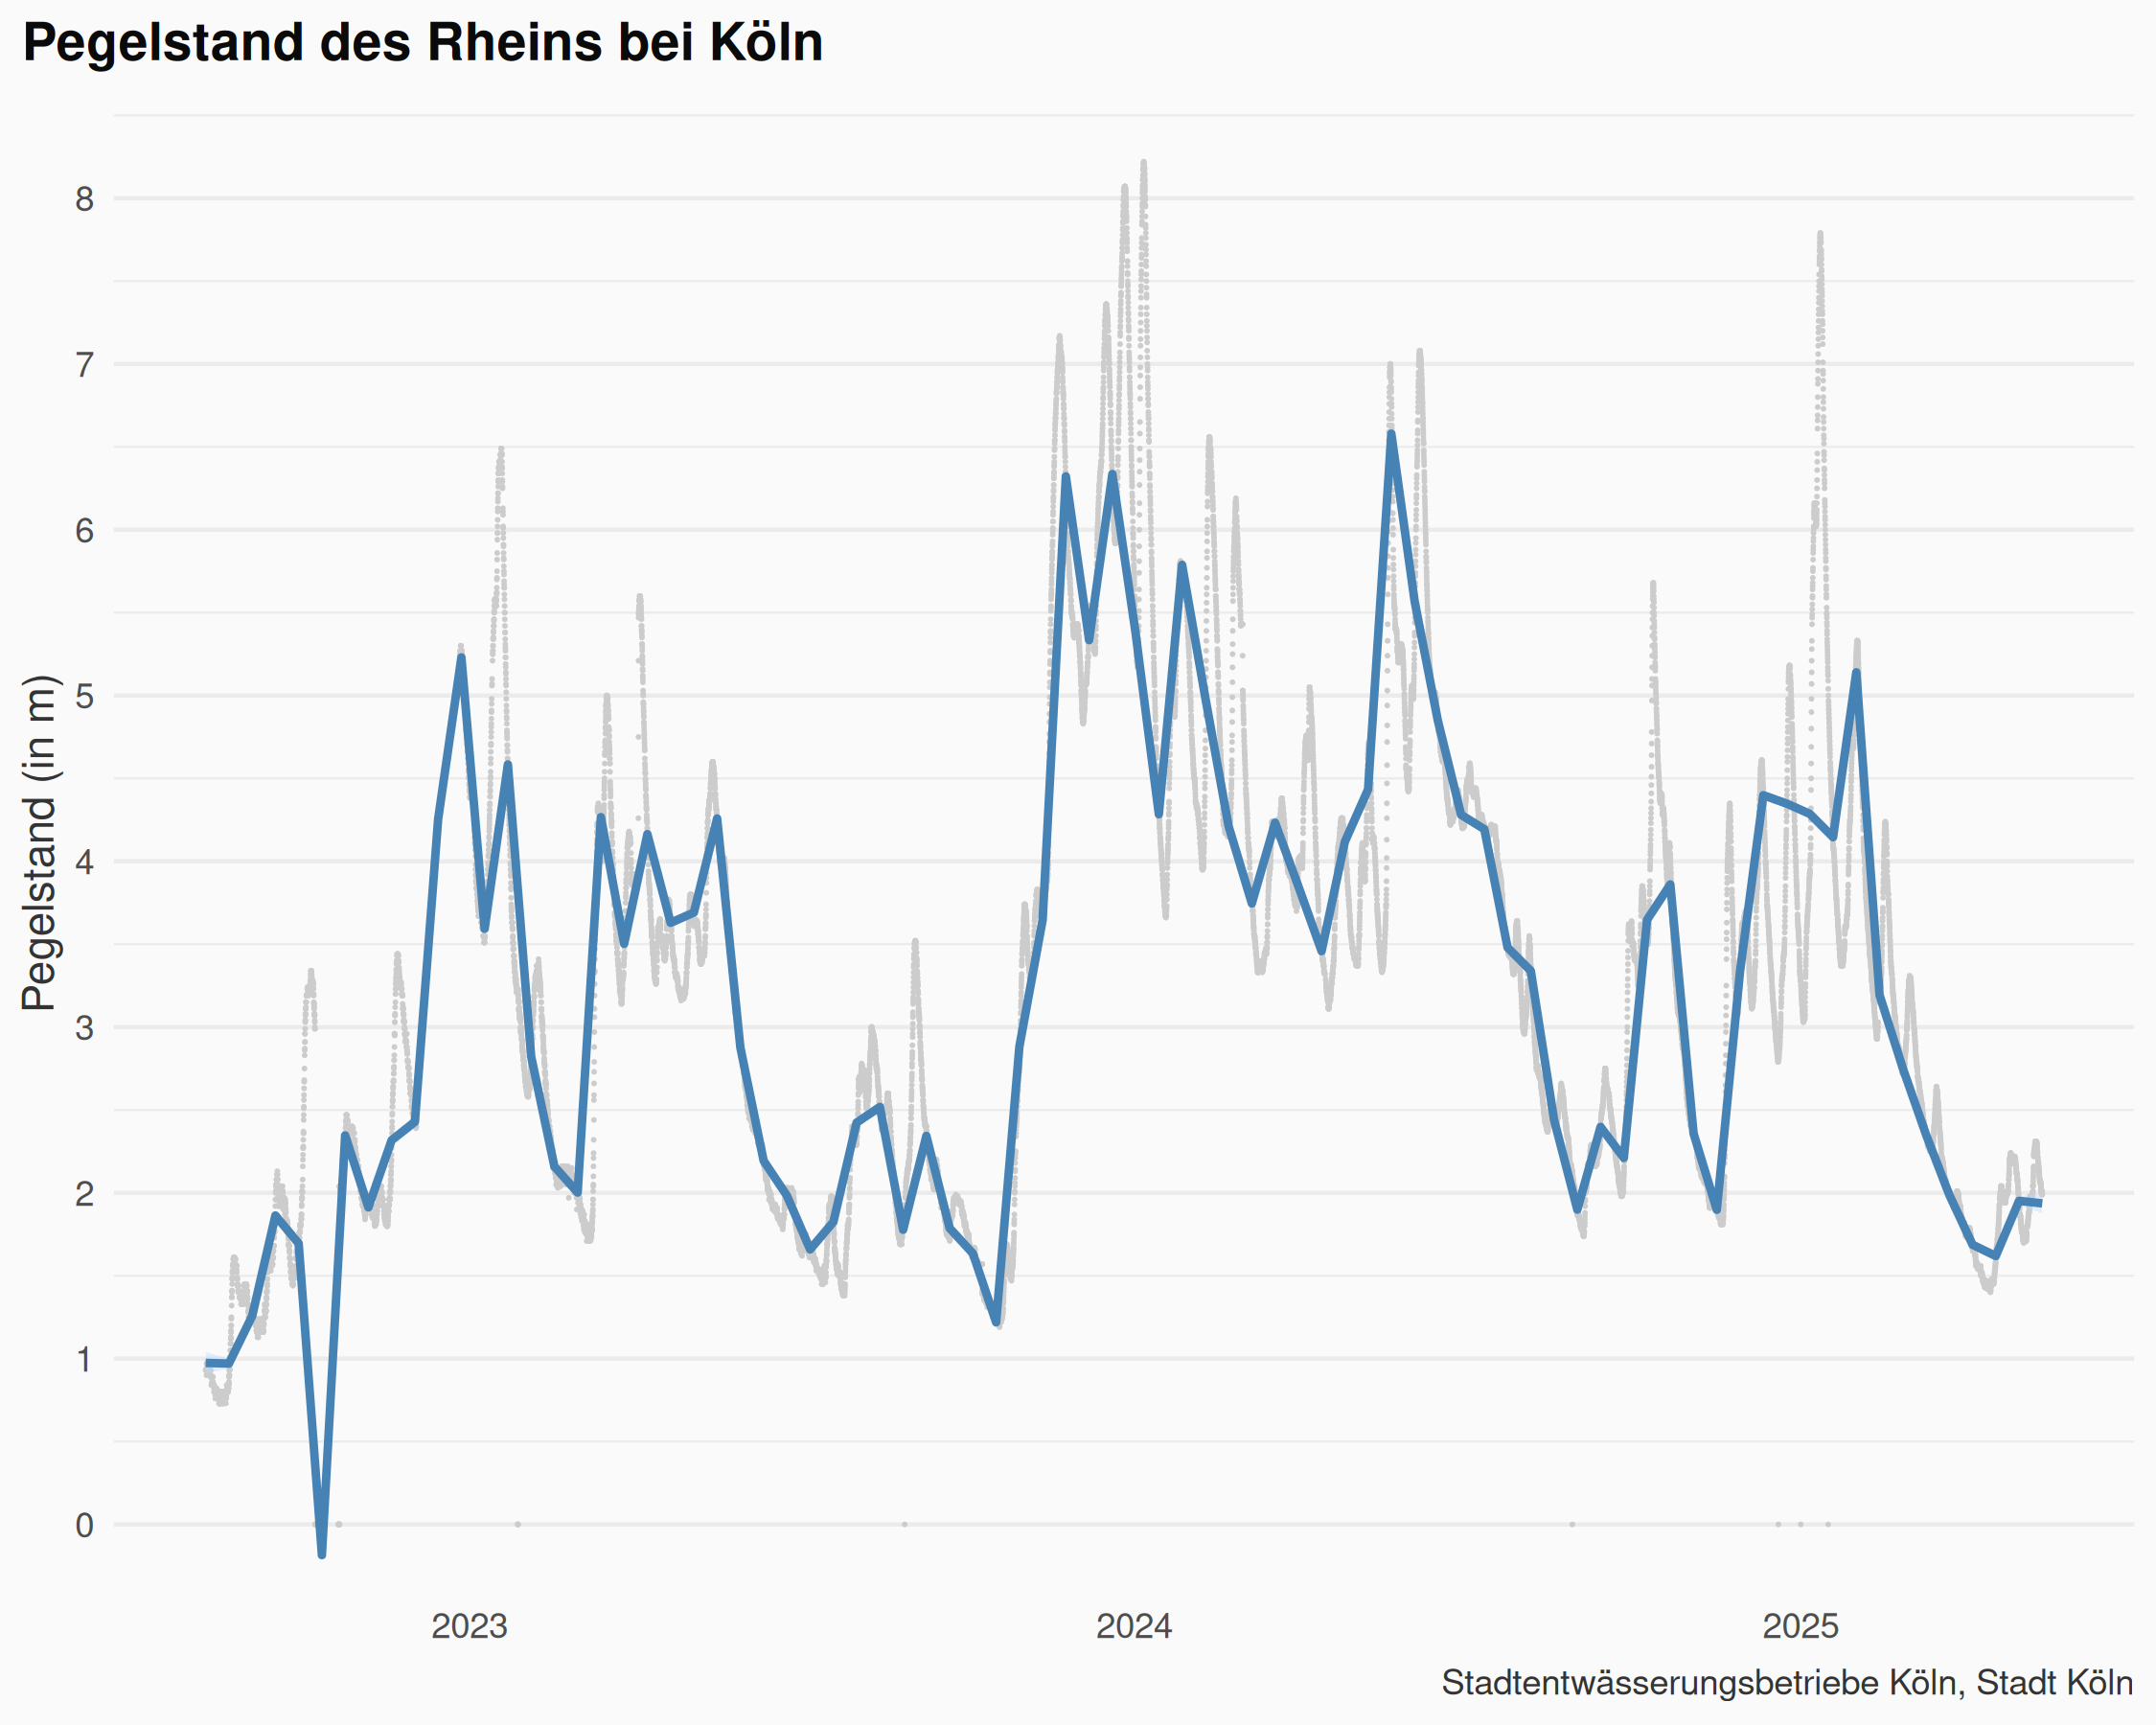 Pegelstand des Rheins bei Köln
Pegelstand (in m)
8
7
6
5
4
3
2
1
0
2023 2024 2025
Stadtentwässerungsbetriebe Köln, Stadt Köln